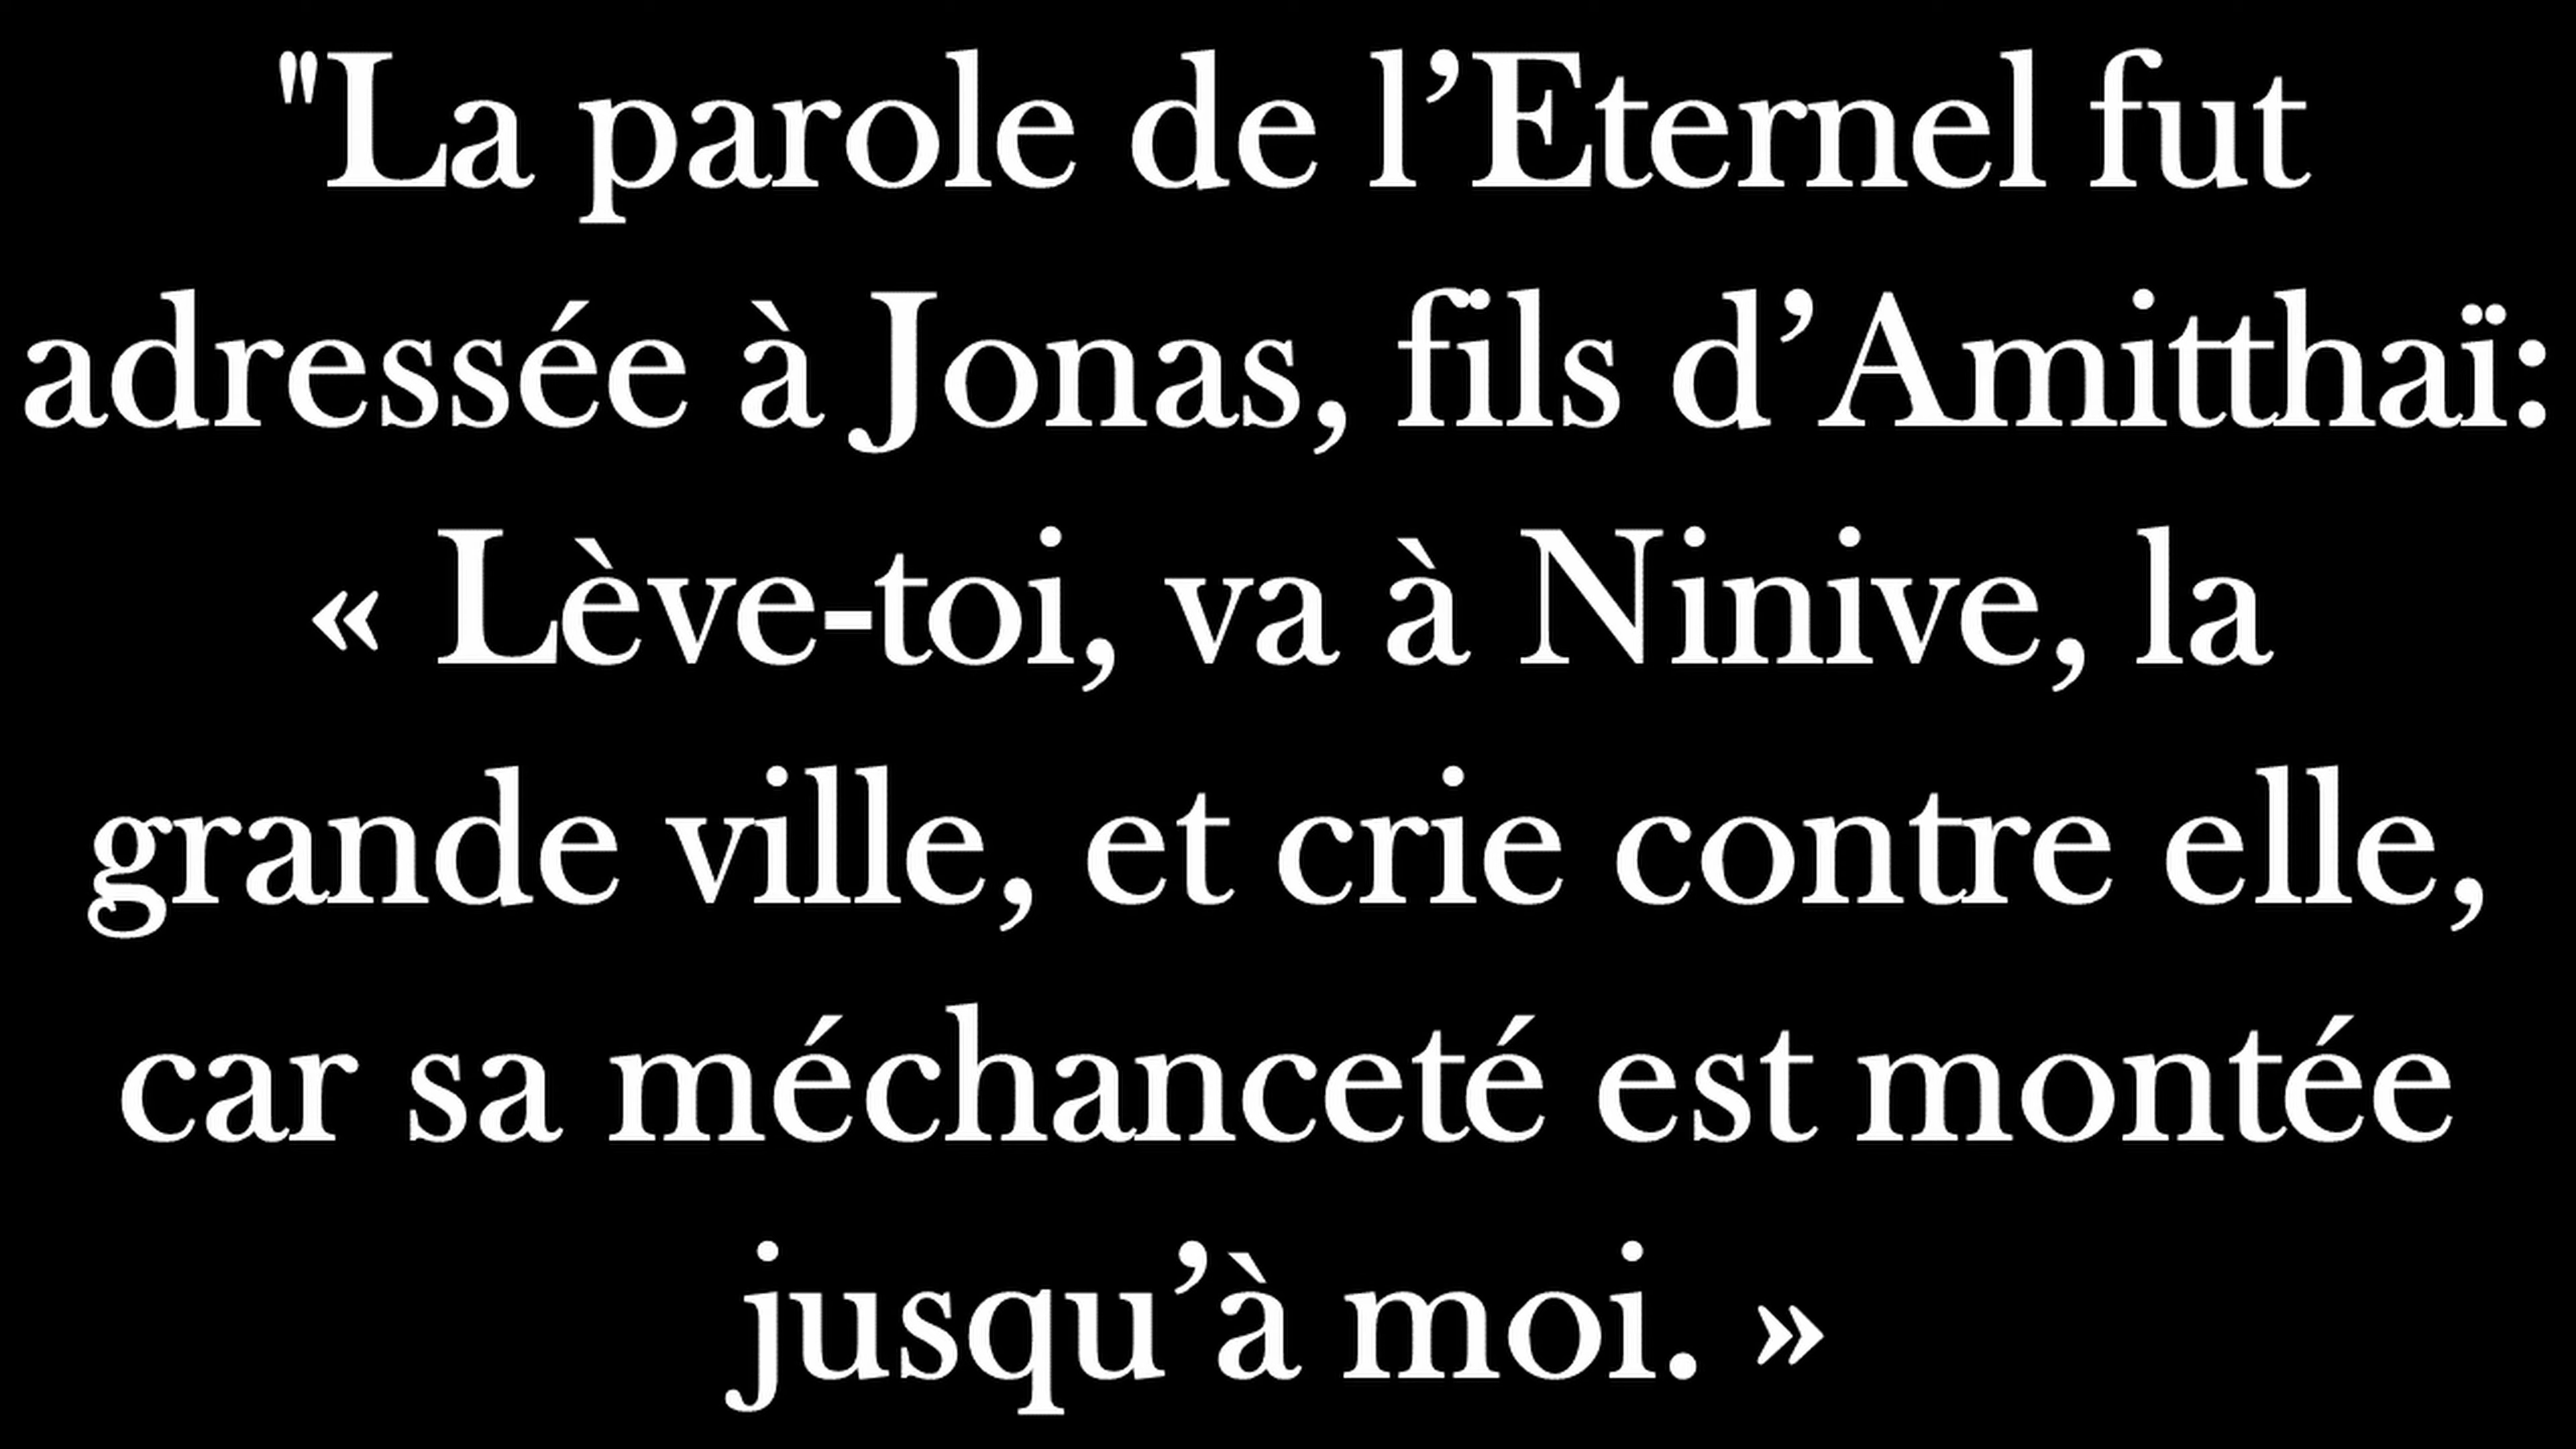 "La parole de l’Eternel fut
adressée à Jonas, fils d’Amitthaï:
« Lève-toi, va à Ninive, la
grande ville, et crie contre elle,
car sa méchanceté est montée
jusqu’à moi. »